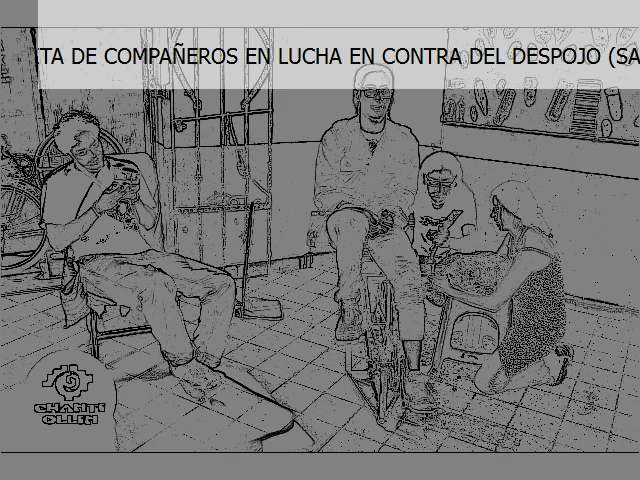 TA DE COMPAÑEROS EN LUCHA EN CONTRA DEL DESPOJO (SA
CHANTI
OLLIN